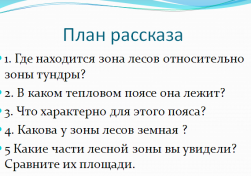 План рассказа
1. Где находится зона лесов относительно
зоны тундры?
2. В каком тепловом поясе она лежит?
3. Что характерно для этого пояса?
4. Какова у зоны лесов земная ?
5 Какие части лесной зоны вы увидели?
Сравните их площади.